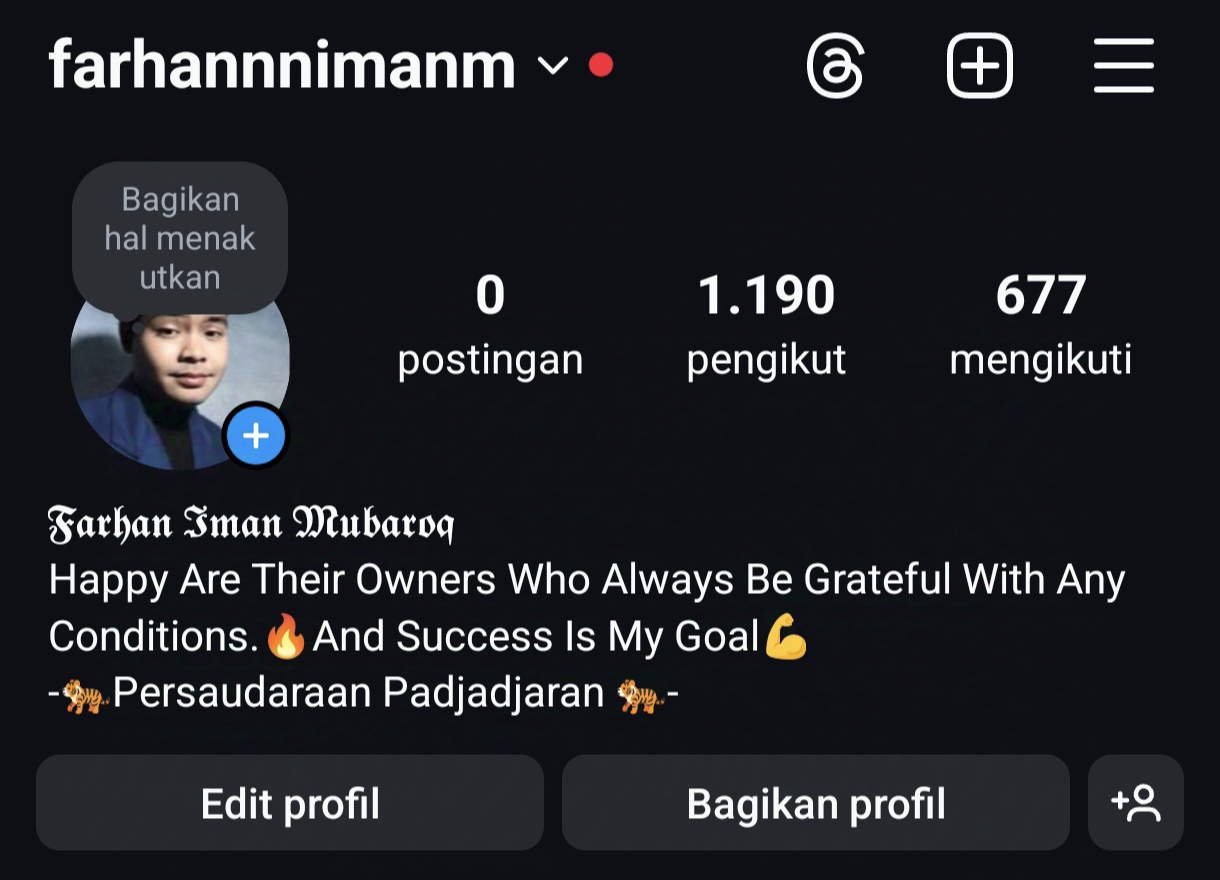 farhannnimanm
Bagikan
hal menak
utkan
0
1.190
677
postingan
pengikut
mengikuti
𝕱𝖆𝖗𝖍𝖆𝖓 𝕴𝖒𝖆𝖓 𝕸𝖚𝖇𝖆𝖗𝖔𝖖
Happy Are Their Owners Who Always Be Grateful With Any
Conditions.🔥And Success Is My Goal💪
-🐅Persaudaraan Padjadjaran 🐅-
Edit profil
Bagikan profil